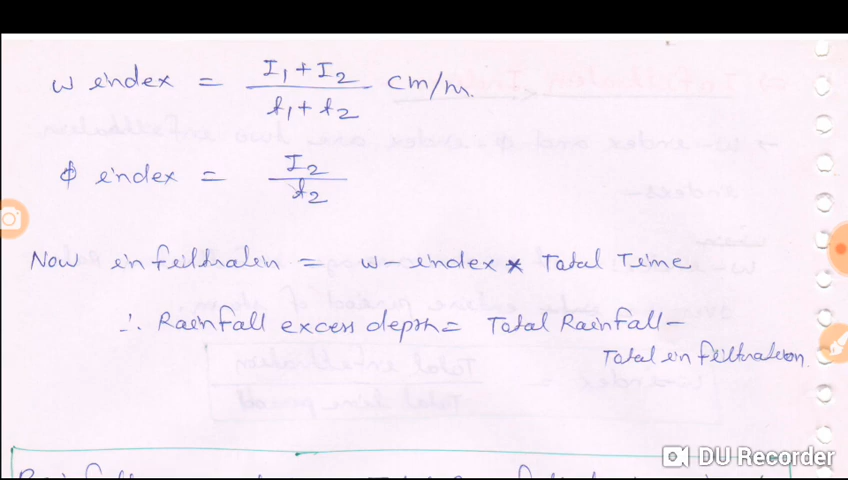 w index = I₁ + I₂ / t₁ + t₂ cm/m.
φ index = I₂ / t₂
Now infiltration = w-index * Total Time
∴ Rainfall excess depth = Total Rainfall -
Total infiltration.
DU Recorder